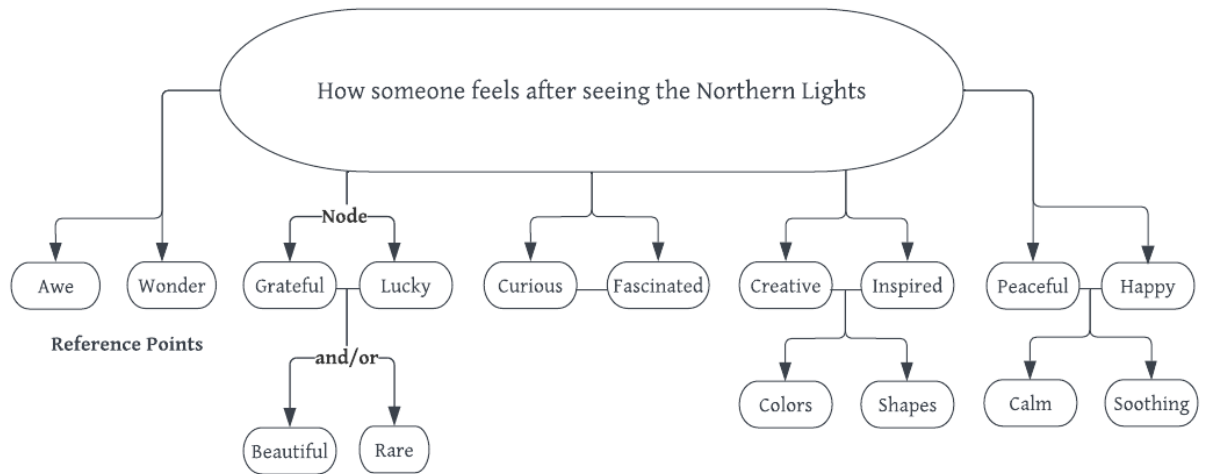 How someone feels after seeing the Northern Lights
Node
Awe
Wonder
Grateful
Lucky
Curious
Fascinated
Creative
Inspired
Peaceful
Happy
Reference Points
and/or
Colors
Shapes
Calm
Soothing
Beautiful
Rare